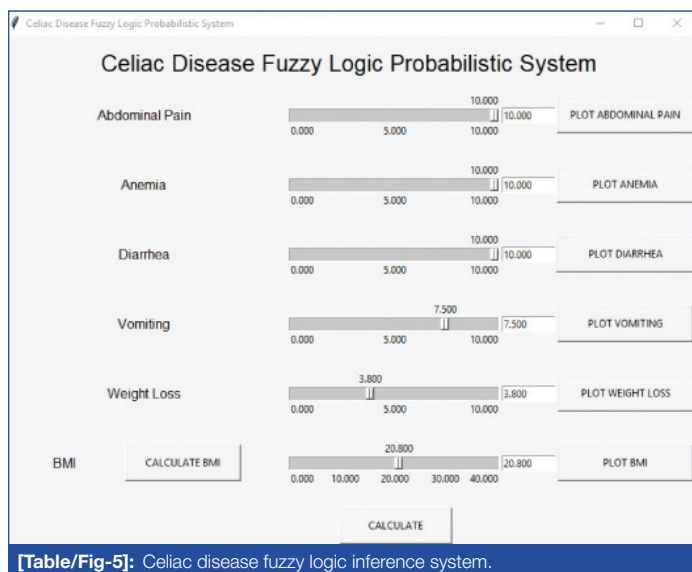 Celiac Disease Fuzzy Logic Probabilistic System
Celiac Disease Fuzzy Logic Probabilistic System
Abdominal Pain
10.000
10.000
0.000 5.000 10.000
PLOT ABDOMINAL PAIN
Anemia
10.000
10.000
0.000 5.000 10.000
PLOT ANEMIA
Diarrhea
10.000
10.000
0.000 5.000 10.000
PLOT DIARRHEA
Vomiting
7.500
7.500
0.000 5.000 10.000
PLOT VOMITING
Weight Loss
3.800
3.800
0.000 5.000 10.000
PLOT WEIGHT LOSS
BMI
CALCULATE BMI
20.800
20.800
0.000 10.000 20.000 30.000 40.000
PLOT BMI
CALCULATE
[Table/Fig-5]: Celiac disease fuzzy logic inference system.